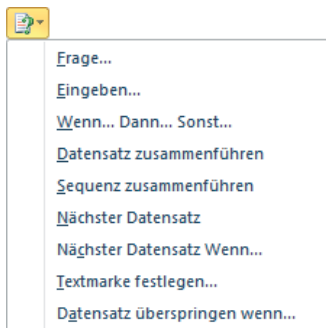 Frage...
Eingeben...
Wenn... Dann... Sonst...
Datensatz zusammenführen
Sequenz zusammenführen
Nächster Datensatz
Nächster Datensatz Wenn...
Textmarke festlegen...
Datensatz überspringen wenn...